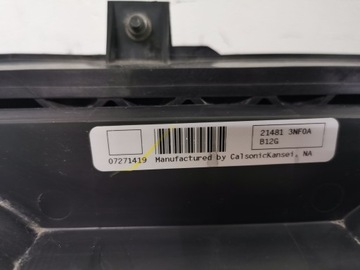 21481 3NF0A
B12G
07271419 Manufactured by CalsonicKansei, NA